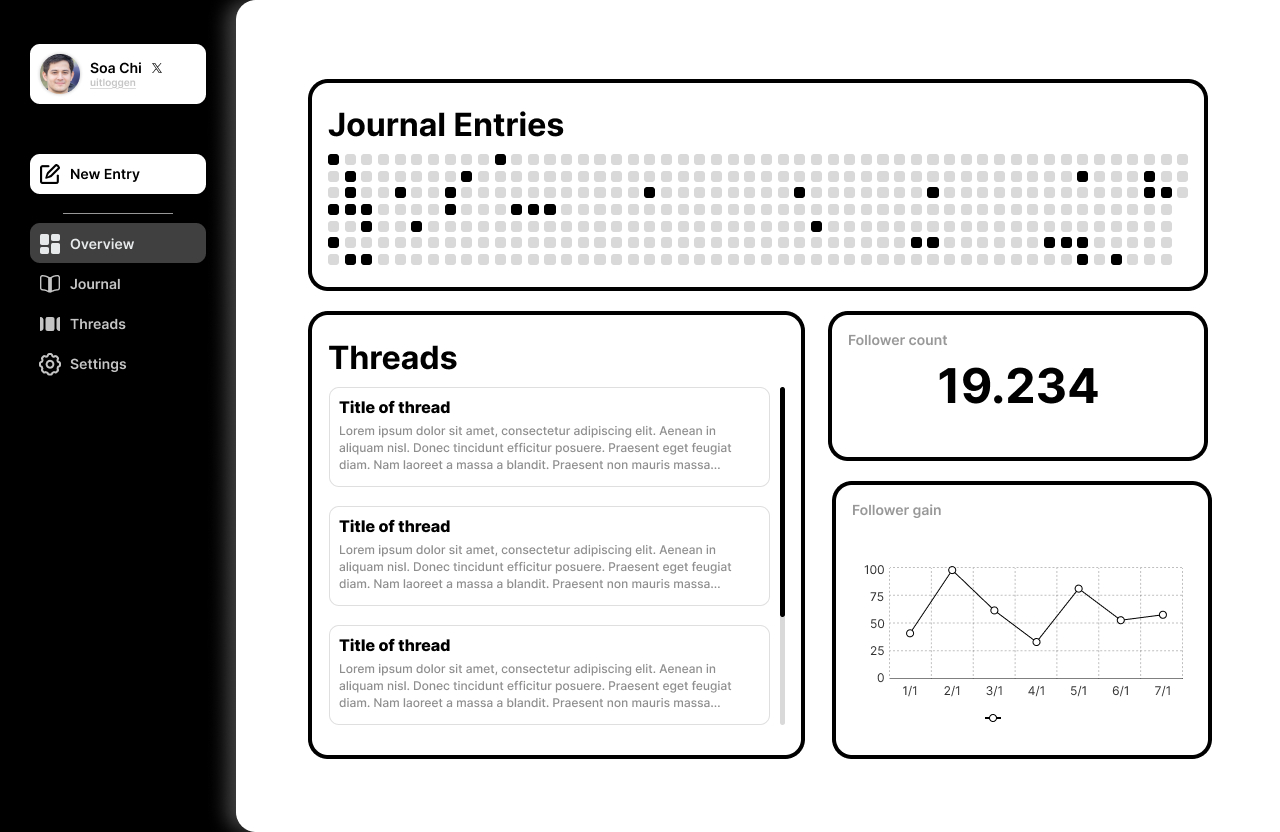 Soa Chi 𝕏
uitloggen
New Entry
Overview
Journal
Threads
Settings
Journal Entries
Threads
Title of thread
Lorem ipsum dolor sit amet, consectetur adipiscing elit. Aenean in
aliquam nisl. Donec tincidunt efficitur posuere. Praesent eget feugiat
diam. Nam laoreet a massa a blandit. Praesent non mauris massa...
Title of thread
Lorem ipsum dolor sit amet, consectetur adipiscing elit. Aenean in
aliquam nisl. Donec tincidunt efficitur posuere. Praesent eget feugiat
diam. Nam laoreet a massa a blandit. Praesent non mauris massa...
Title of thread
Lorem ipsum dolor sit amet, consectetur adipiscing elit. Aenean in
aliquam nisl. Donec tincidunt efficitur posuere. Praesent eget feugiat
diam. Nam laoreet a massa a blandit. Praesent non mauris massa...
Follower count
19.234
Follower gain
100
75
50
25
0
1/1 2/1 3/1 4/1 5/1 6/1 7/1